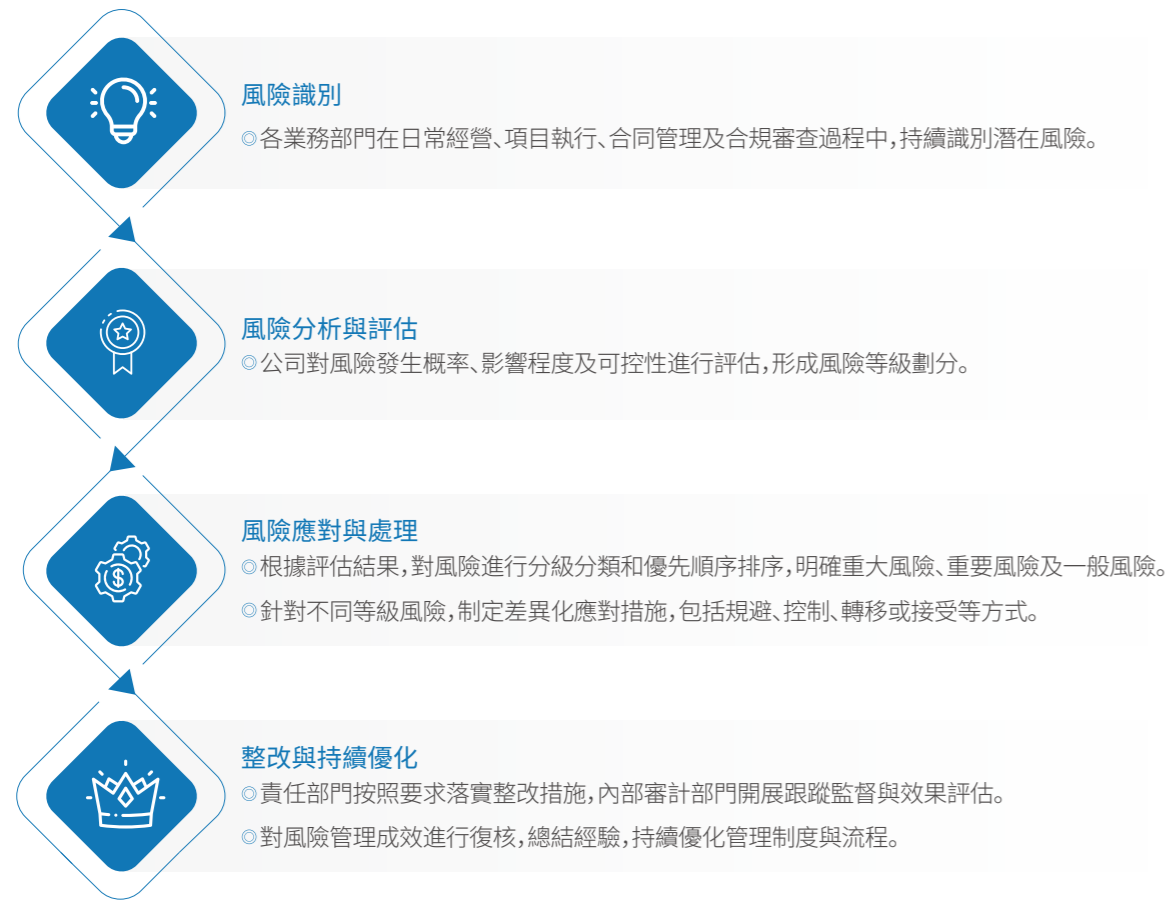 風險識別
◎各業務部門在日常經營、項目執行、合同管理及合規審查過程中,持續識別潛在風險。
風險分析與評估
◎公司對風險發生概率、影響程度及可控性進行評估,形成風險等級劃分。
風險應對與處理
◎根據評估結果,對風險進行分級分類和優先順序排序,明確重大風險、重要風險及一般風險。
◎針對不同等級風險,制定差異化應對措施,包括規避、控制、轉移或接受等方式。
$
整改與持續優化
◎責任部門按照要求落實整改措施,內部審計部門開展跟蹤監督與效果評估。
◎對風險管理成效進行復核,總結經驗,持續優化管理制度與流程。